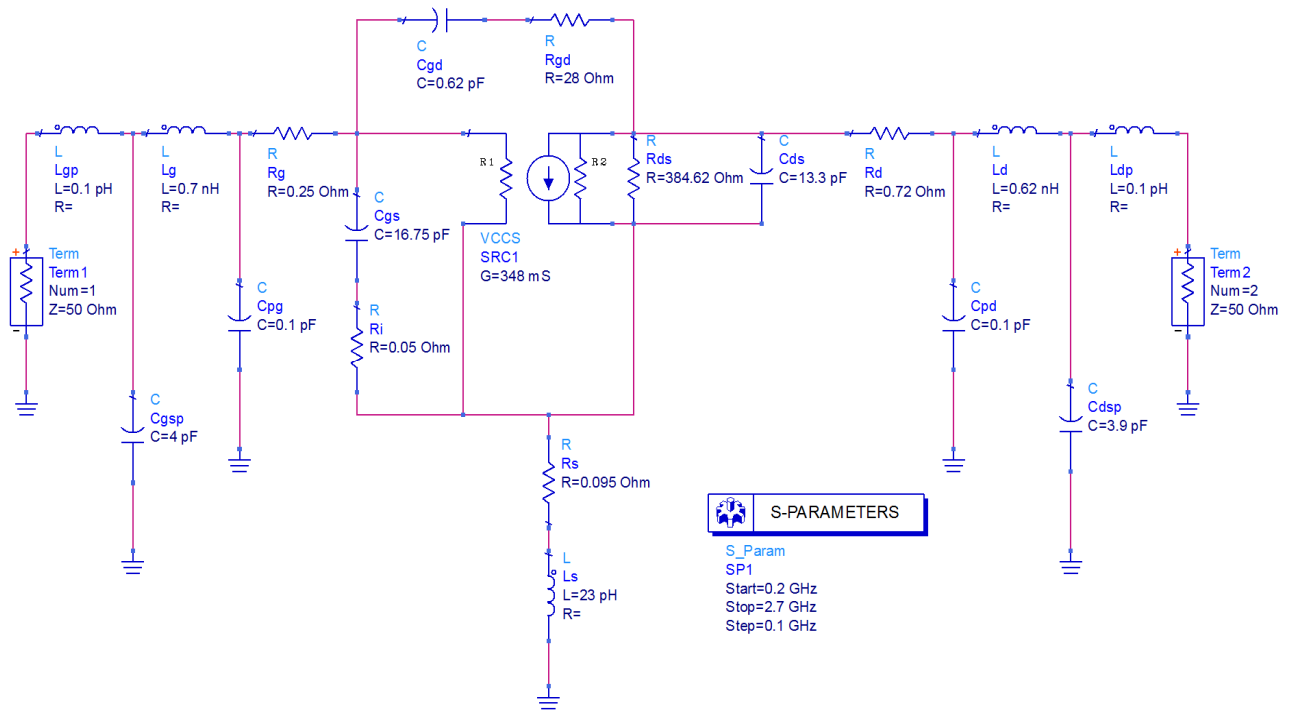 C
Cgd
C=0.62 pF
R
Rgd
R=28 Ohm
L
Lgp
L=0.1 pH
R=
L
Lg
L=0.7 nH
R=
R
Rg
R=0.25 Ohm
C
Cgs
C=16.75 pF
R1
R2
VCCS
SRC1
G=348 mS
R
Rds
R=384.62 Ohm
C
Cds
C=13.3 pF
R
Rd
R=0.72 Ohm
L
Ld
L=0.62 nH
R=
L
Ldp
L=0.1 pH
R=
+
Term
Term1
Num=1
Z=50 Ohm
-
C
Cpg
C=0.1 pF
R
Ri
R=0.05 Ohm
C
Cpd
C=0.1 pF
+
Term
Term2
Num=2
Z=50 Ohm
-
C
Cgsp
C=4 pF
C
Cdsp
C=3.9 pF
R
Rs
R=0.095 Ohm
L
Ls
L=23 pH
R=
S-PARAMETERS
S_Param
SP1
Start=0.2 GHz
Stop=2.7 GHz
Step=0.1 GHz